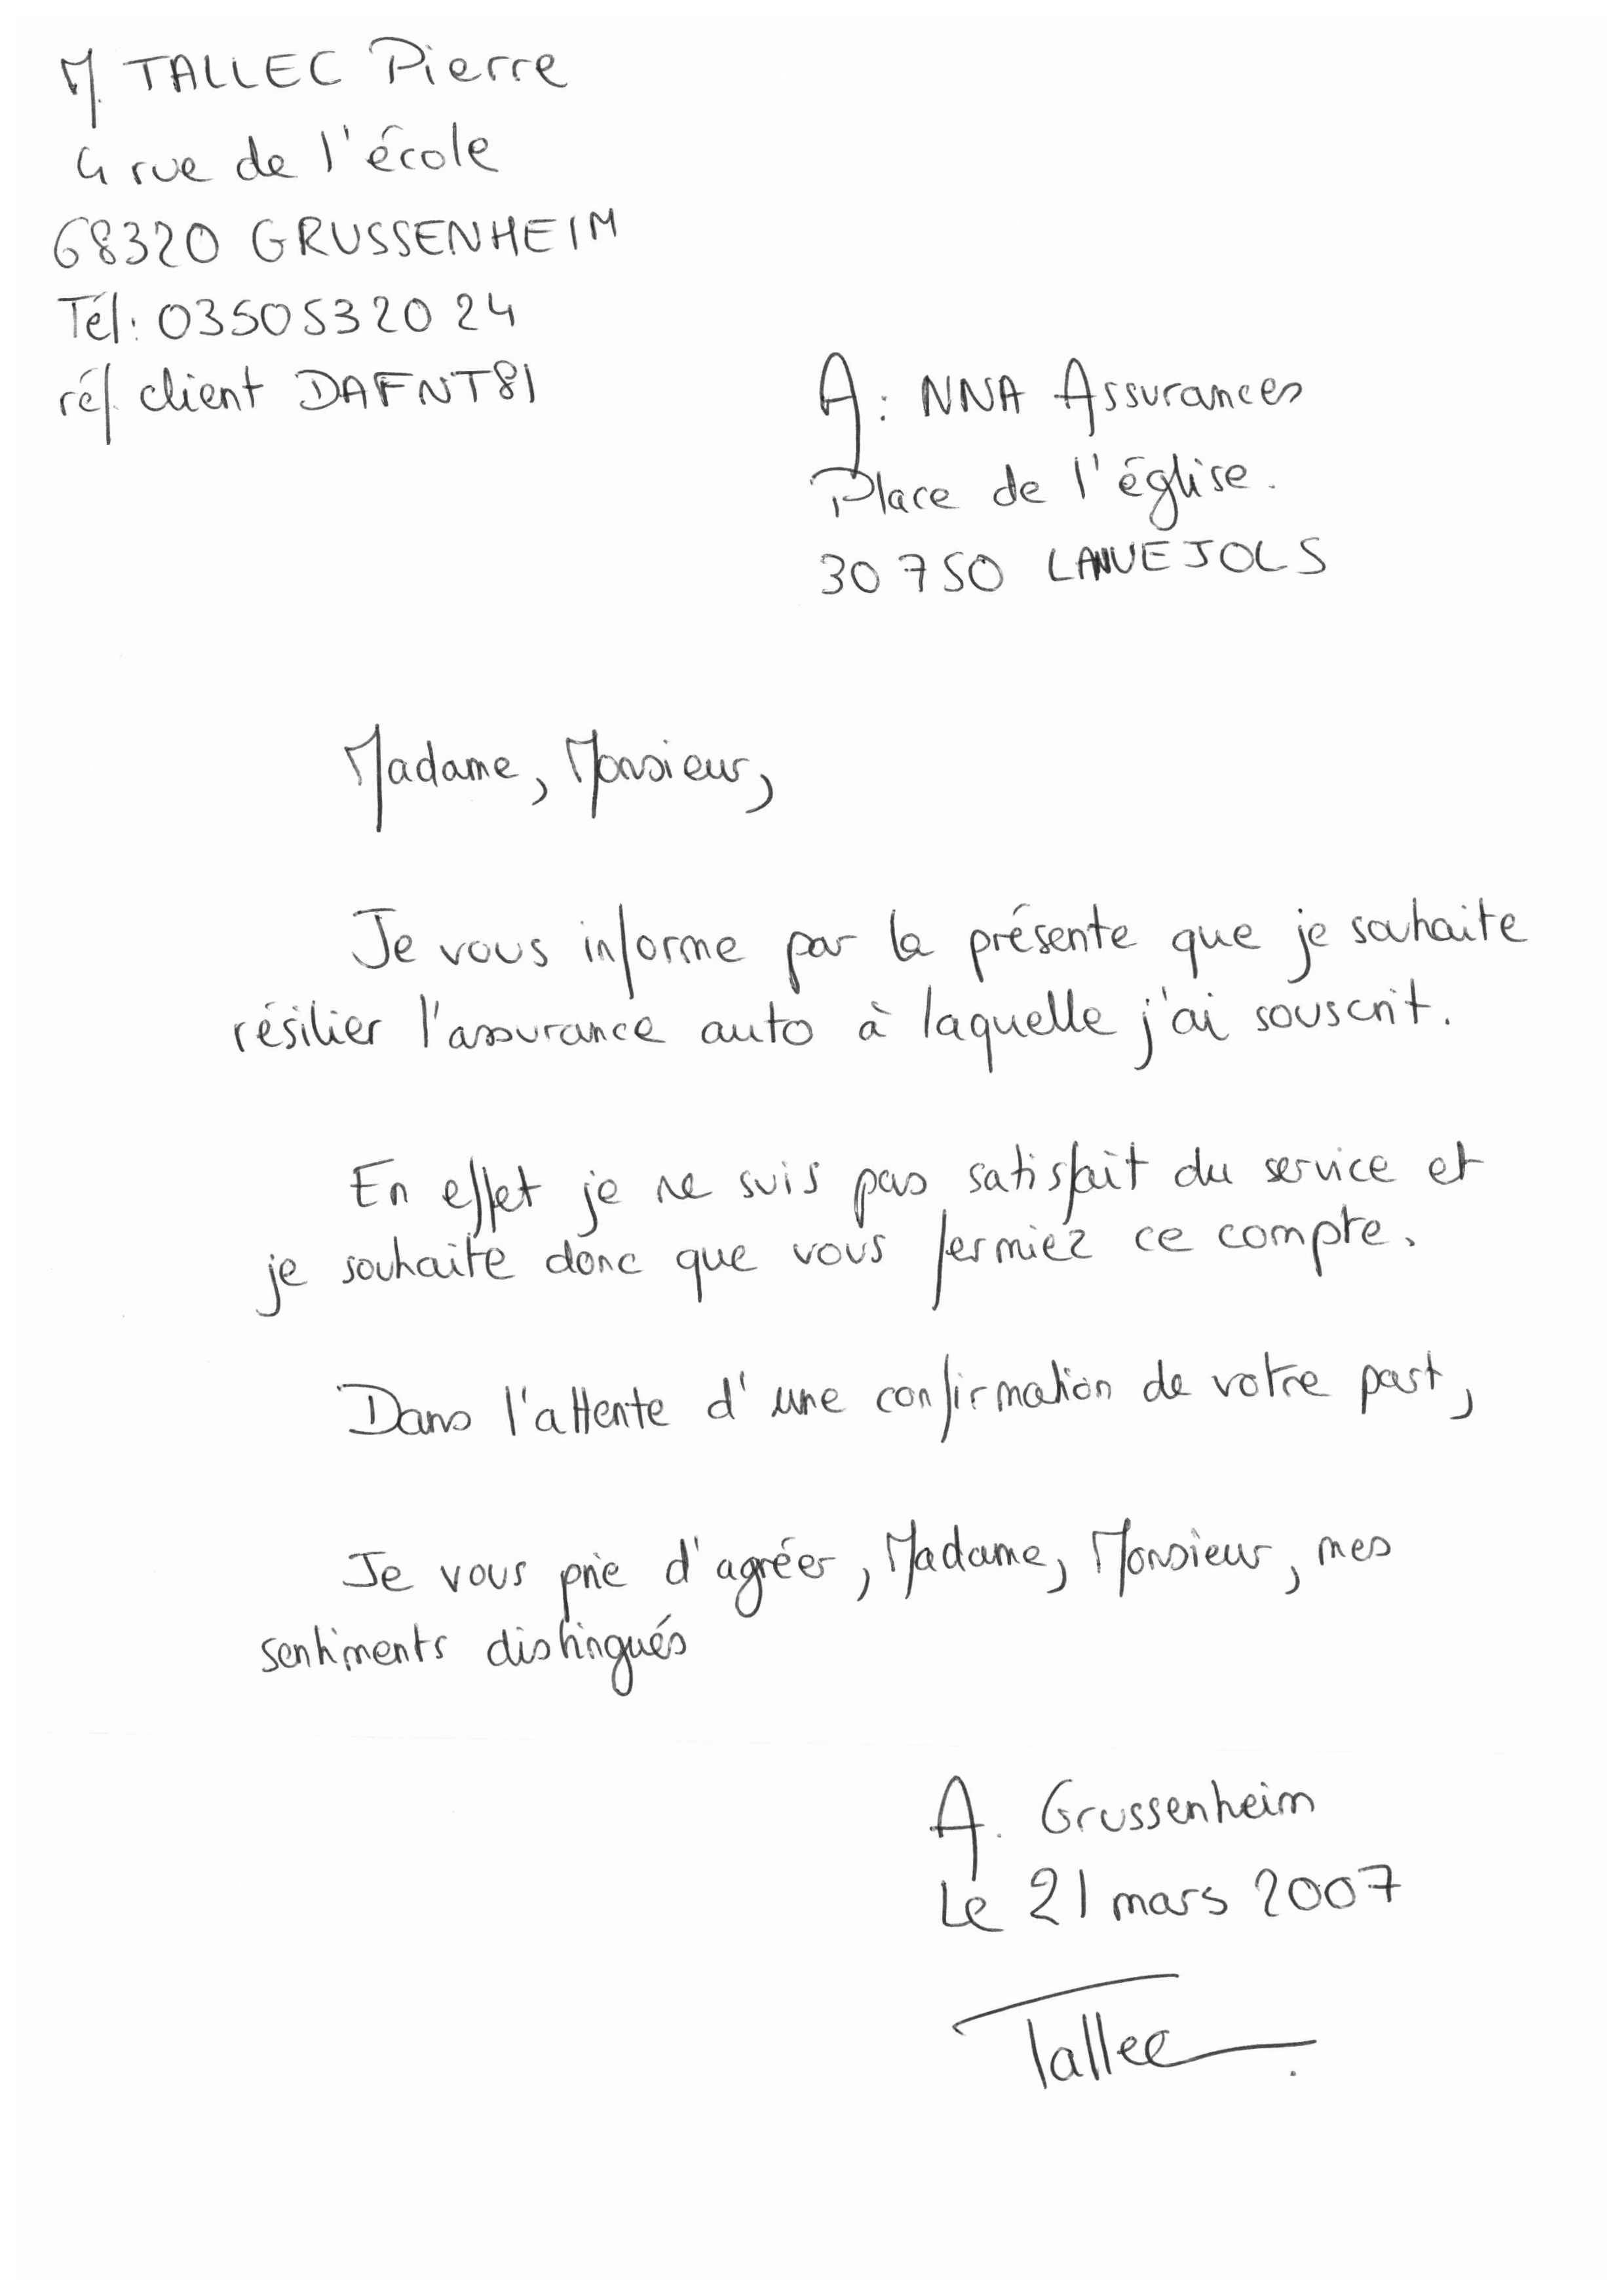 M. TALLEC Pierre
4 rue de l'école
68320 GRUSSENHEIM
Tél: 03505320 24
réf. client DAFNT81
A: NNA Assurances
Place de l'église.
30750 LANUEJOLS
Madame, Monsieur,
Je vous informe par la présente que je souhaite
résilier l'assurance auto à laquelle j'ai souscrit.
En effet je ne suis pas satisfait du service et
je souhaite donc que vous fermiez ce compte.
Dans l'attente d'une confirmation de votre part,
Je vous prie d'agréer, Madame, Monsieur, mes
sentiments distingués
A. Grussenheim
Le 21 mars 2007
Tallec